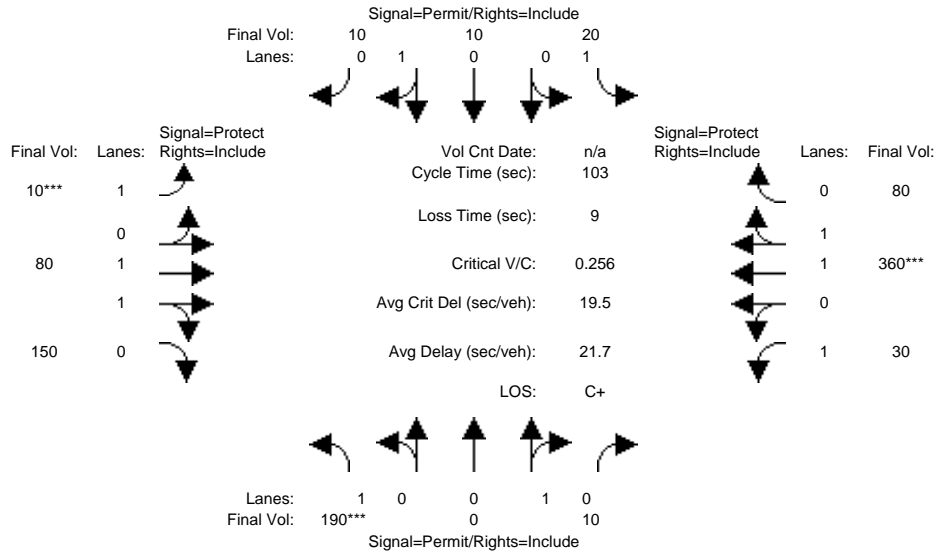 Signal=Permit/Rights=Include
Final Vol: 10 10 20
Lanes: 0 1 0 0 1
Signal=Protect
Final Vol: Lanes: Rights=Include
Vol Cnt Date: n/a
Signal=Protect
Rights=Include Lanes: Final Vol:
Cycle Time (sec): 103
10*** 1
0 80
Loss Time (sec): 9
0
1
80 1
Critical V/C: 0.256
1 360***
1
Avg Crit Del (sec/veh): 19.5
0
150 0
Avg Delay (sec/veh): 21.7
1 30
LOS: C+
Lanes: 1 0 0 1 0
Final Vol: 190*** 0 10
Signal=Permit/Rights=Include